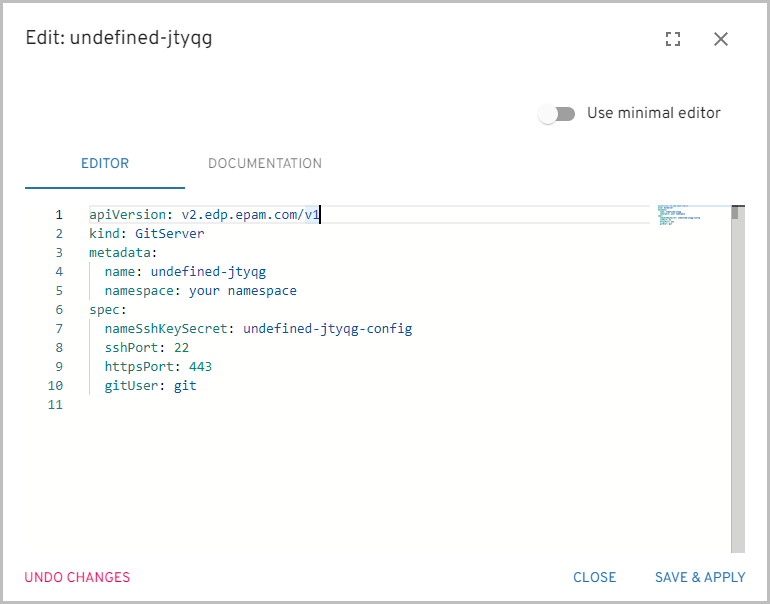 Edit: undefined-jtyqg
Use minimal editor
EDITOR
DOCUMENTATION
1 apiVersion: v2.edp.epam.com/v1
2 kind: GitServer
3 metadata:
4 name: undefined-jtyqg
5 namespace: your namespace
6 spec:
7 nameSshKeySecret: undefined-jtyqg-config
8 sshPort: 22
9 httpsPort: 443
10 gitUser: git
11
UNDO CHANGES
CLOSE
SAVE & APPLY